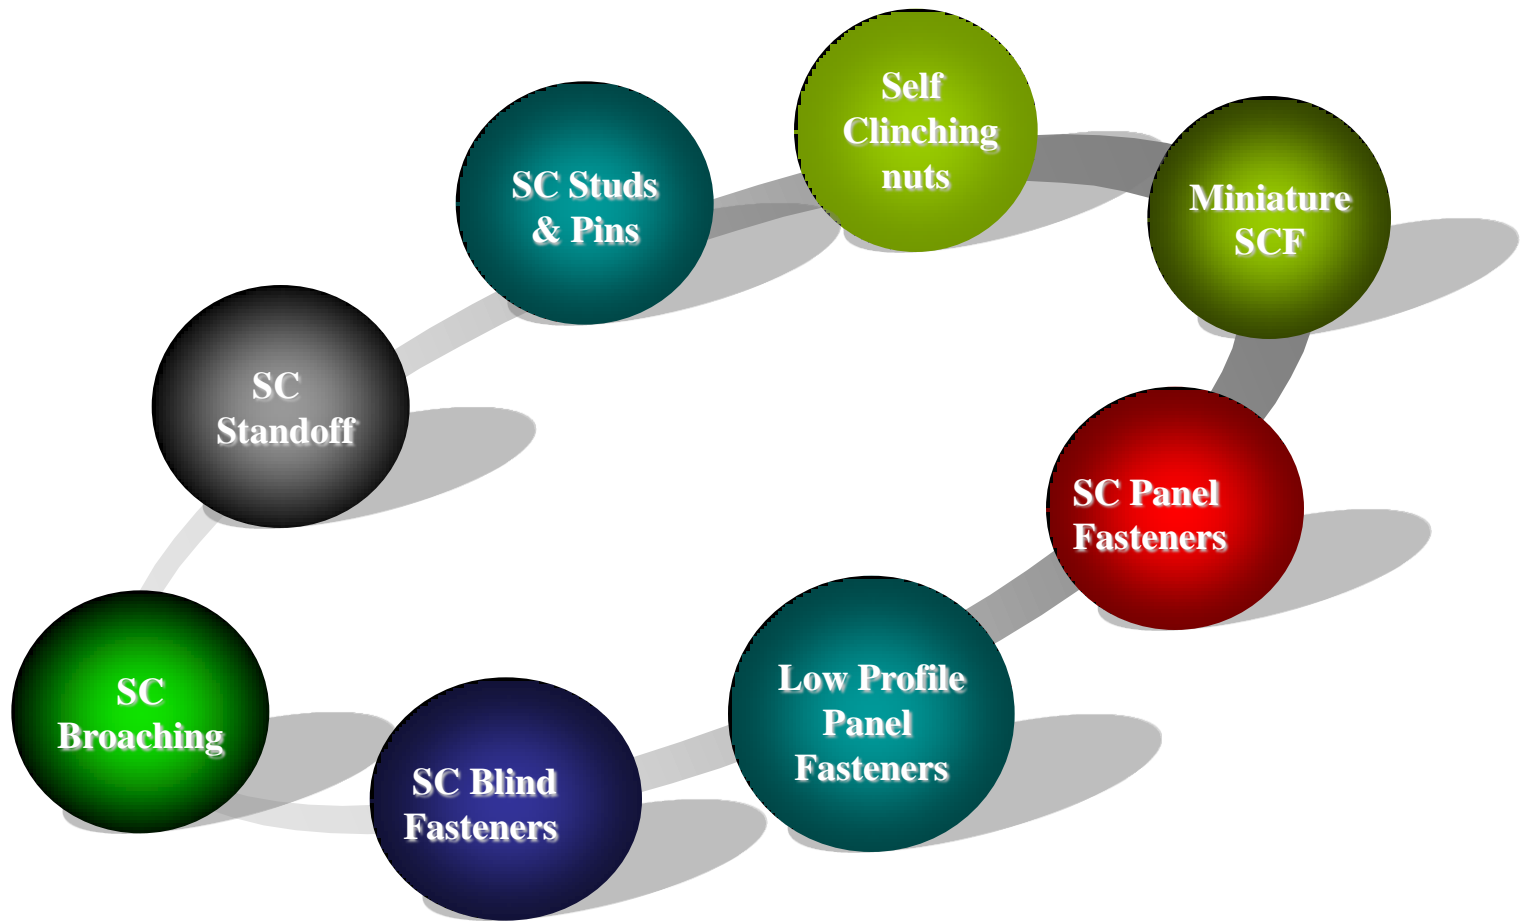 Self
Clinching
nuts
SC Studs
& Pins
Miniature
SCF
SC
Standoff
SC Panel
Fasteners
SC
Broaching
Low Profile
Panel
Fasteners
SC Blind
Fasteners